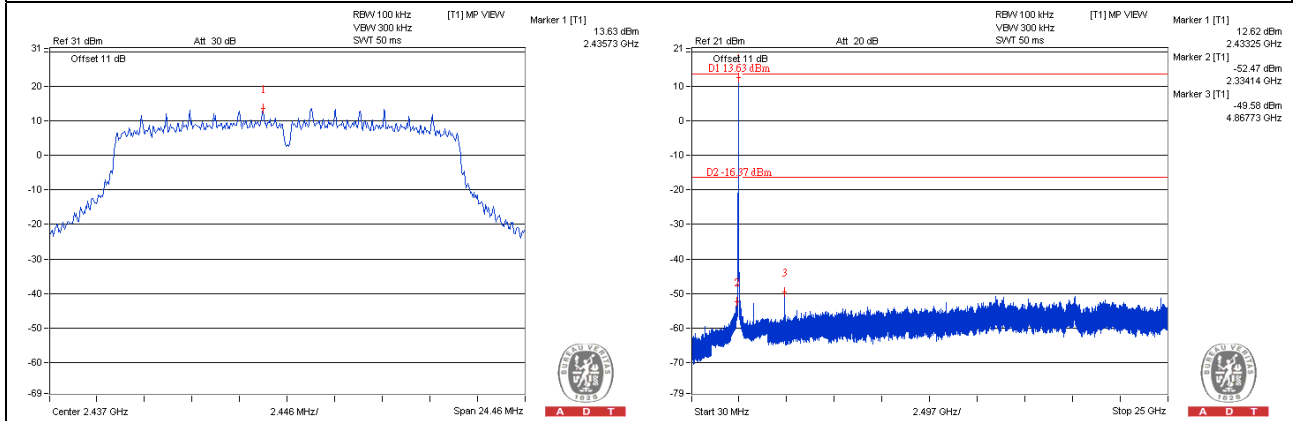 RBW 100 kHz [T1] MP VIEW
VBW 300 kHz
Ref 31 dBm Att 30 dB SWT 50 ms
Marker 1 [T1]
13.63 dBm
2.43573 GHz
31
Offset 11 dB
20
1
10
0
-10
-20
-30
-40
-50
-60
-69
Center 2.437 GHz 2.446 MHz/ Span 24.46 MHz
BUREAU VERITAS
1828
A D T
RBW 100 kHz [T1] MP VIEW
VBW 300 kHz
Ref 21 dBm Att 20 dB SWT 50 ms
Marker 1 [T1]
12.62 dBm
2.43325 GHz
Marker 2 [T1]
-52.47 dBm
2.33414 GHz
Marker 3 [T1]
-49.58 dBm
4.86773 GHz
21
Offset 11 dB
D1 13.63 dBm
10
0
-10
D2 -16.37 dBm
-20
-30
-40
2
3
-50
-60
-70
-79
Start 30 MHz 2.497 GHz/ Stop 25 GHz
BUREAU VERITAS
1828
A D T